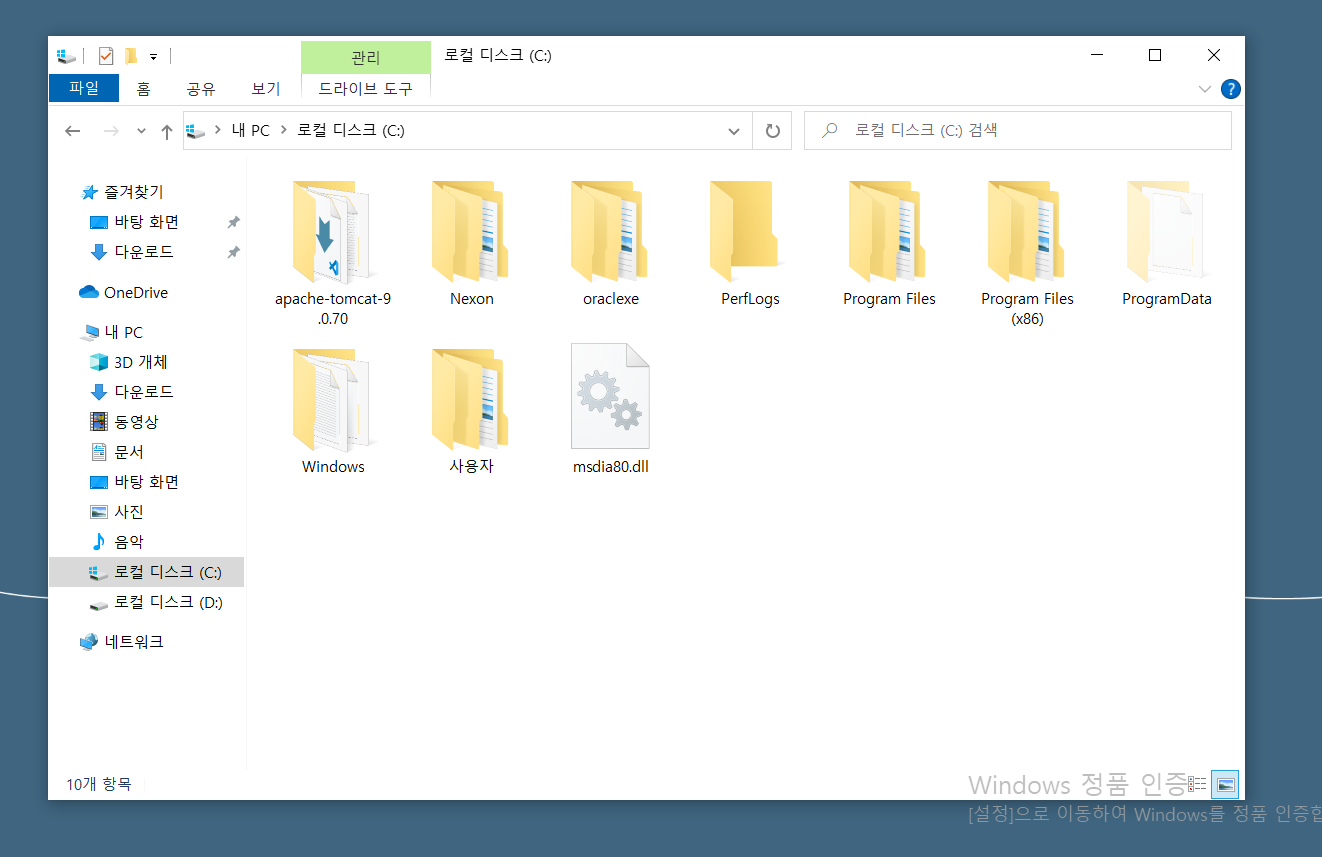 관리
로컬 디스크 (C:)
파일
홈
공유
보기
드라이브 도구
?
내 PC
로컬 디스크 (C:)
로컬 디스크 (C:) 검색
즐겨찾기
바탕 화면
다운로드
OneDrive
내 PC
3D 개체
다운로드
동영상
문서
바탕 화면
사진
음악
로컬 디스크 (C:)
로컬 디스크 (D:)
네트워크
apache-tomcat-9
.0.70
Nexon
oraclexe
PerfLogs
Program Files
Program Files
(x86)
ProgramData
Windows
사용자
msdia80.dll
10개 항목
Windows 정품 인증
[설정]으로 이동하여 Windows를 정품 인증합